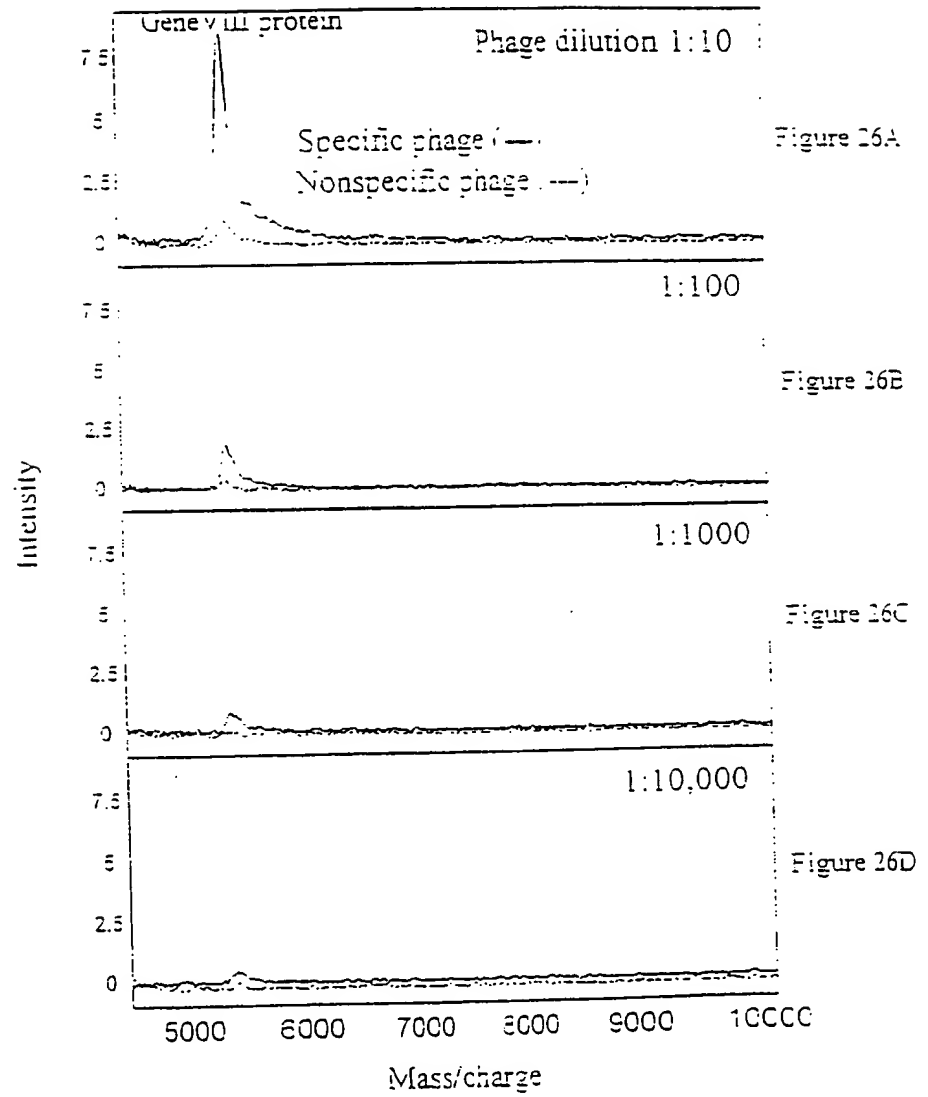 Gene VIII protein
Phage dilution 1:10
7.5
5
2.5
0
Specific phage (—)
Nonspecific phage (---)
Figure 26A
1:100
7.5
5
2.5
0
Figure 26B
Intensity
1:1000
7.5
5
2.5
0
Figure 26C
1:10,000
7.5
5
2.5
0
Figure 26D
5000 6000 7000 8000 9000 10000
Mass/charge